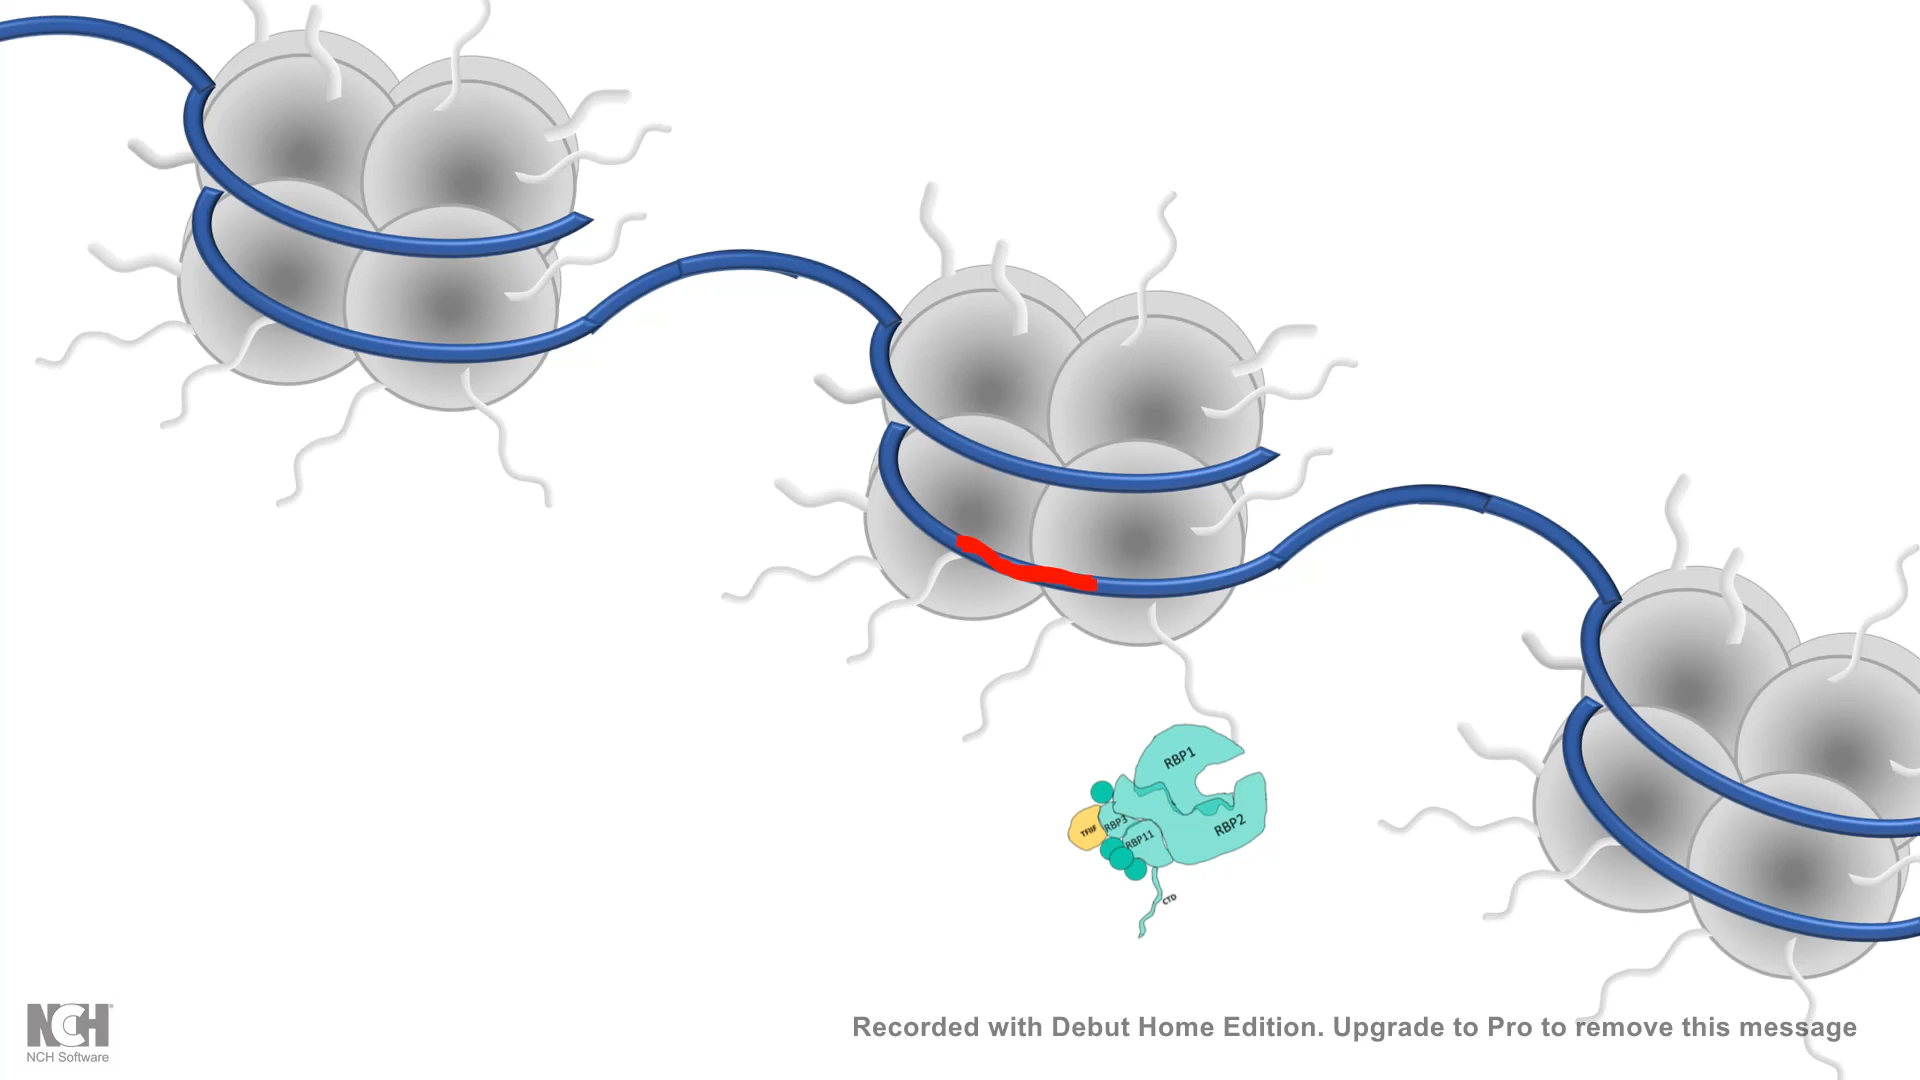 RBP1
RBP2
TFIIF
RBP3
RBP11
CTD
NCH
NCH Software
Recorded with Debut Home Edition. Upgrade to Pro to remove this message